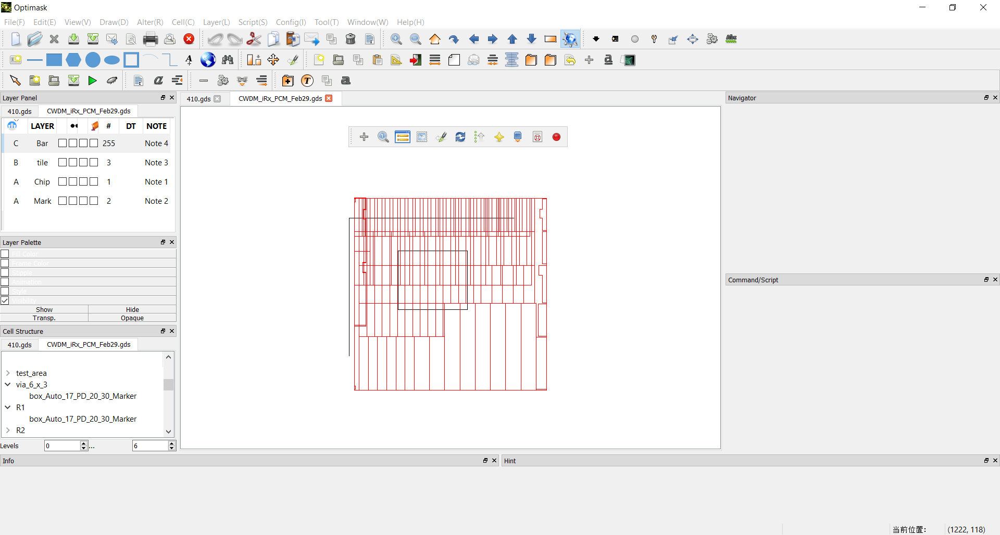 Optimask
File(F) Edit(E) View(V) Draw(D) Alter(R) Cell(C) Layer(L) Script(S) Config(I) Tool(T) Window(W) Help(H)
Layer Panel
410.gds CWDM_iRx_PCM_Feb29.gds
LAYER # DT NOTE
C Bar 255 Note 4
B tile 3 Note 3
A Chip 1 Note 1
A Mark 2 Note 2
Layer Palette
Fill Color
Frame Color
Stipple
Animation
Style
Visibility
Show Hide
Transp. Opaque
Cell Structure
410.gds CWDM_iRx_PCM_Feb29.gds
test_area
via_6_x_3
box_Auto_17_PD_20_30_Marker
R1
box_Auto_17_PD_20_30_Marker
R2
Levels 0 ... 6
410.gds CWDM_iRx_PCM_Feb29.gds
Navigator
Command/Script
Info
Hint
当前位置: (1222, 118)